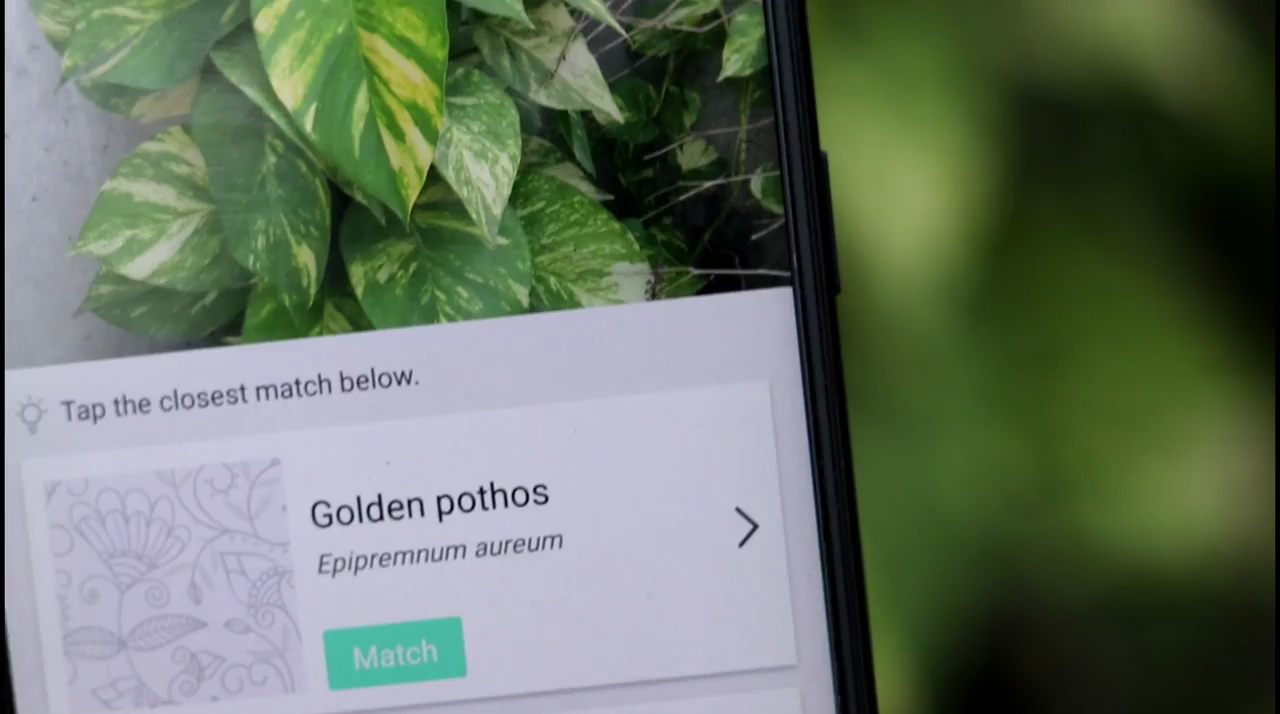 Tap the closest match below.
Golden pothos
Epipremnum aureum
Match